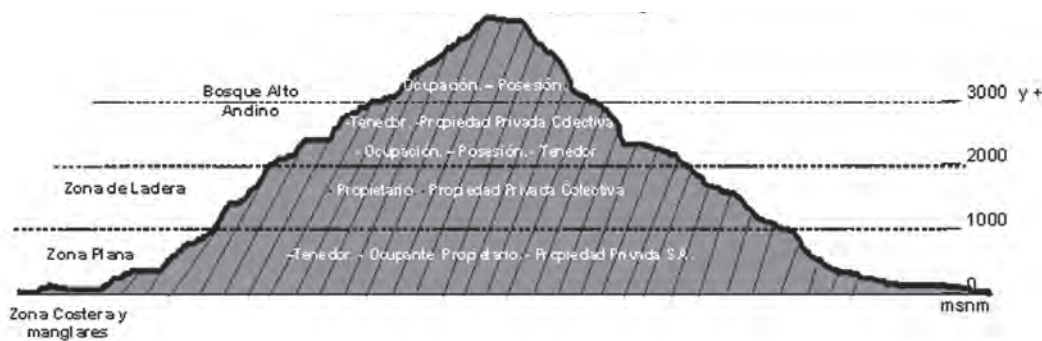 Ocupación. – Posesión.
Bosque Alto
Andino
3000 y +
-Tenedor. -Propiedad Privada Colectiva
- Ocupación. – Posesión.- Tenedor
2000
Zona de Ladera
- Propietario - Propiedad Privada Colectiva
1000
Zona Plana
–Tenedor. - Ocupante. Propietario.- Propiedad Privada S.A.
0
msnm
Zona Costera y
manglares